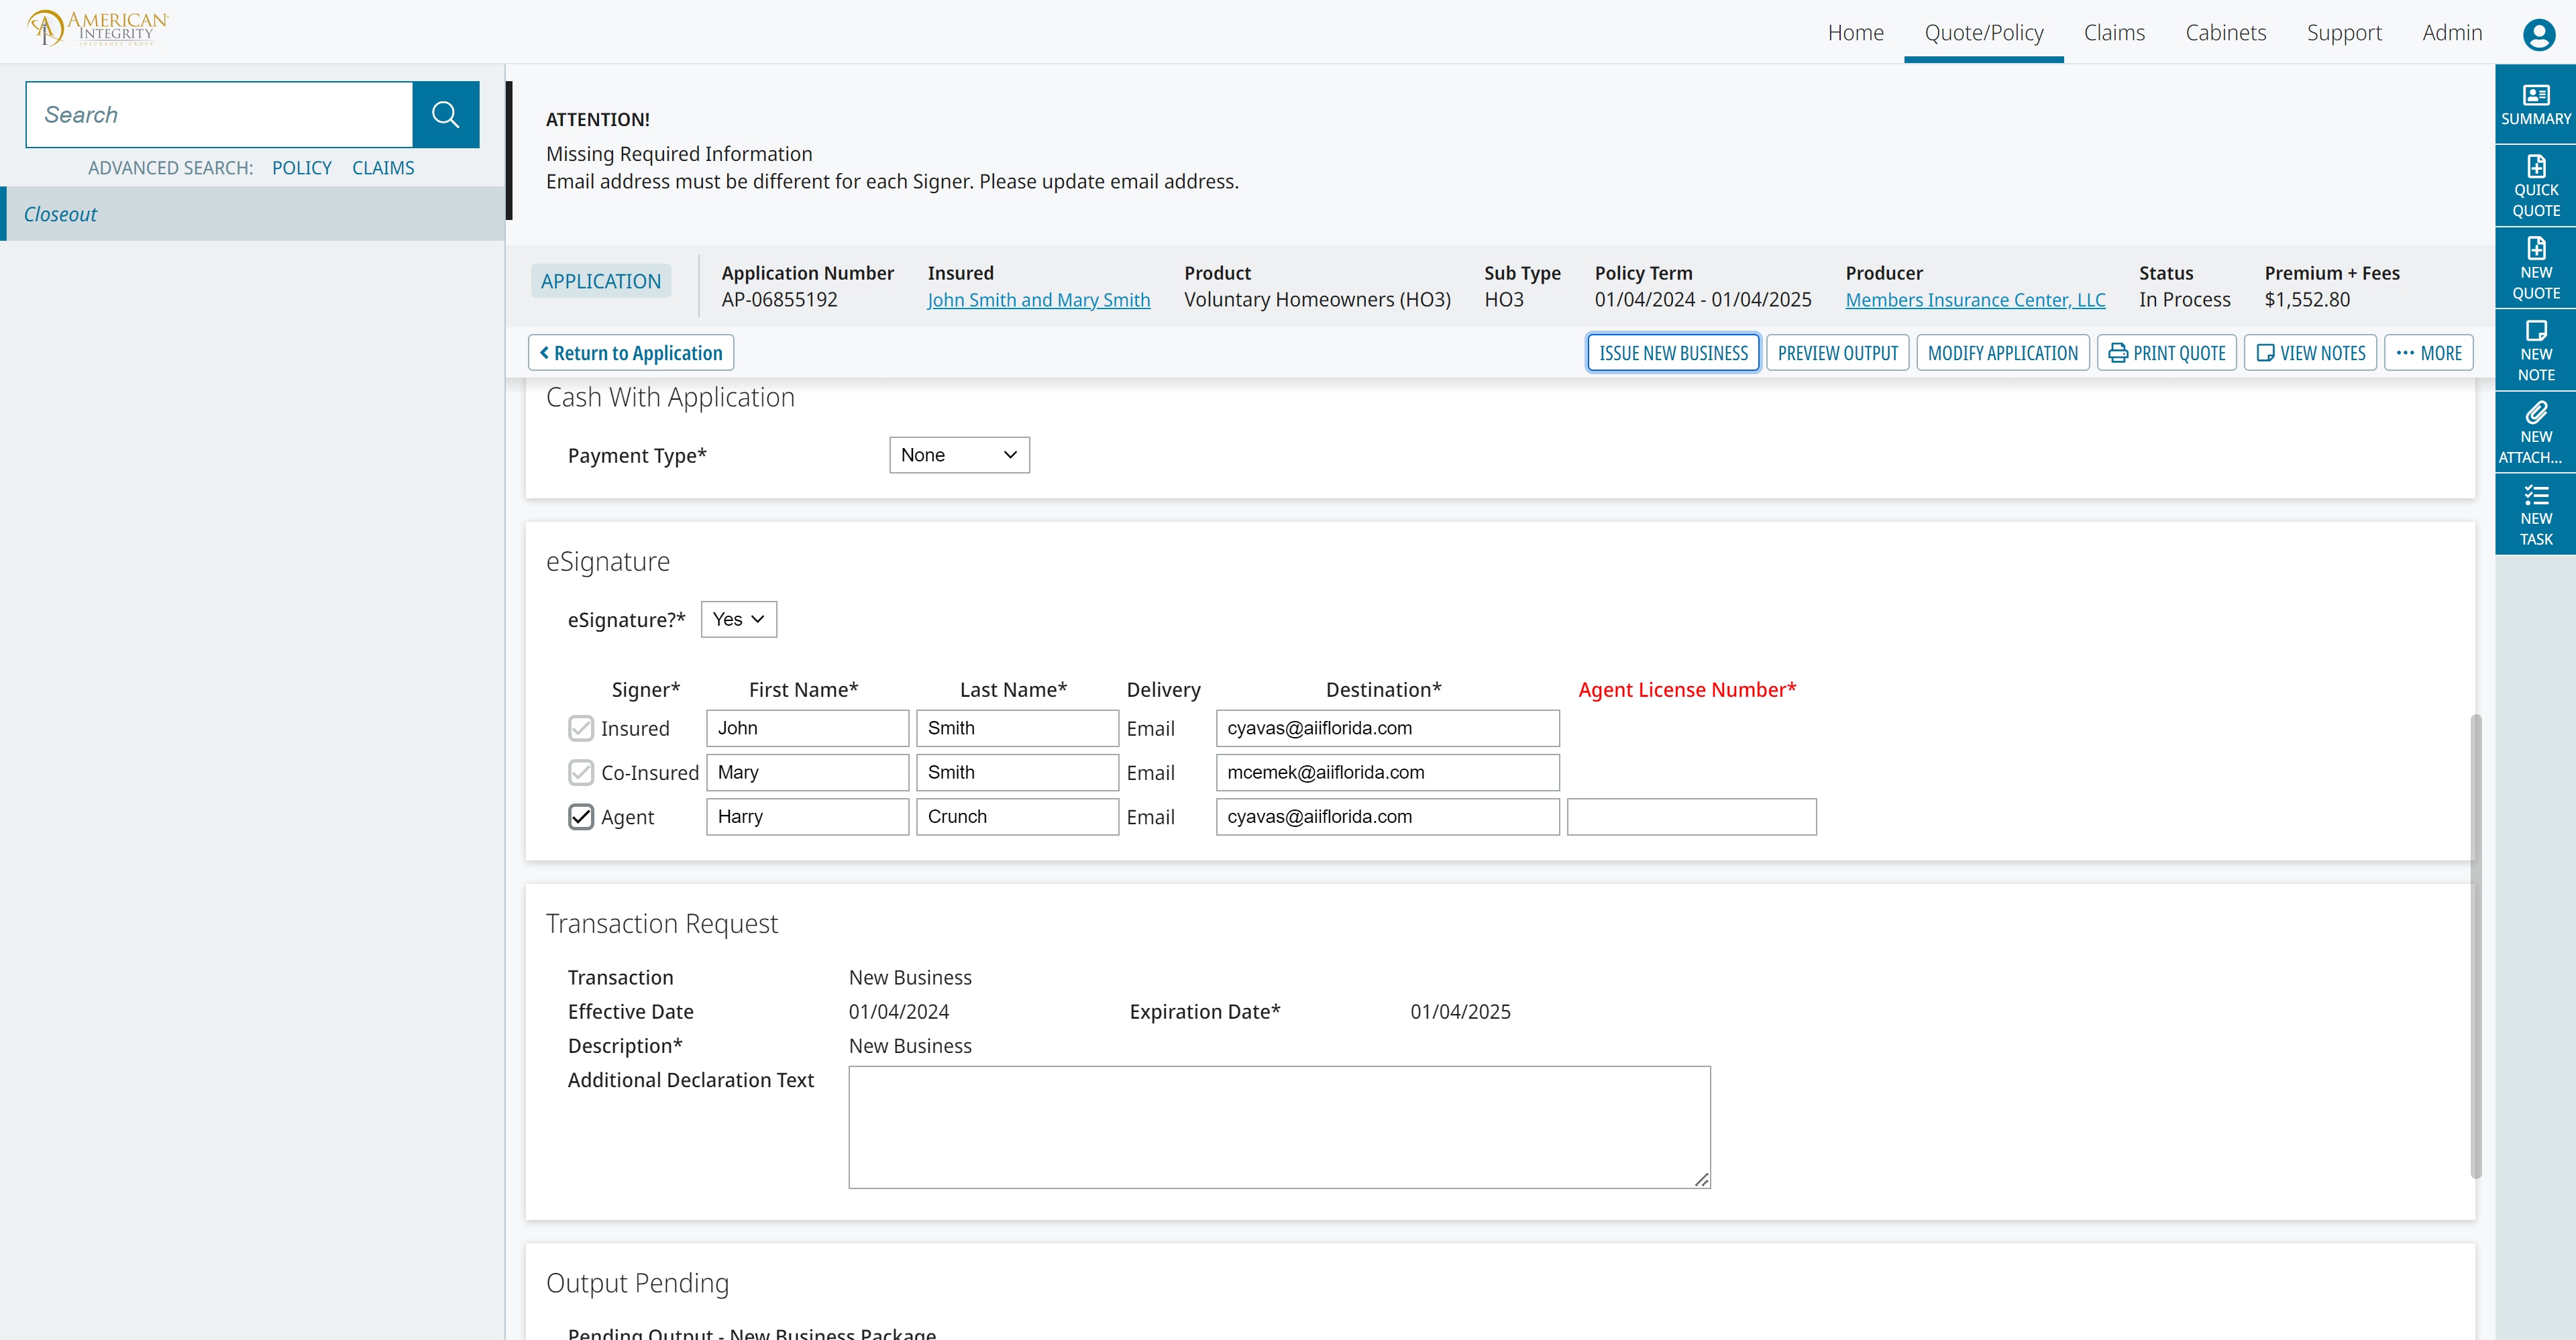 AMERICAN
INTEGRITY
INSURANCE GROUP
Home
Quote/Policy
Claims
Cabinets
Support
Admin
Search
ADVANCED SEARCH: POLICY CLAIMS
Closeout
ATTENTION!
Missing Required Information
Email address must be different for each Signer. Please update email address.
APPLICATION
Application Number
AP-06855192
Insured
John Smith and Mary Smith
Product
Voluntary Homeowners (HO3)
Sub Type
HO3
Policy Term
01/04/2024 - 01/04/2025
Producer
Members Insurance Center, LLC
Status
In Process
Premium + Fees
$1,552.80
Return to Application
ISSUE NEW BUSINESS
PREVIEW OUTPUT
MODIFY APPLICATION
PRINT QUOTE
VIEW NOTES
MORE
SUMMARY
QUICK
QUOTE
NEW
QUOTE
NEW
NOTE
NEW
ATTACH...
NEW
TASK
Cash With Application
Payment Type* None
eSignature
eSignature?* Yes
Signer* First Name* Last Name* Delivery Destination* Agent License Number*
Insured John Smith Email cyavas@aiiflorida.com
Co-Insured Mary Smith Email mcemek@aiiflorida.com
Agent Harry Crunch Email cyavas@aiiflorida.com
Transaction Request
Transaction New Business
Effective Date 01/04/2024 Expiration Date* 01/04/2025
Description* New Business
Additional Declaration Text
Output Pending
Pending Output - New Business Package